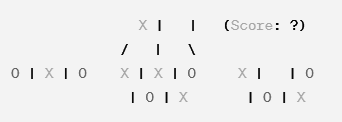 X |   |   (Score: ?)
/   |   \
O | X | O   X | X | O   X |   | O
| O | X   | O | X